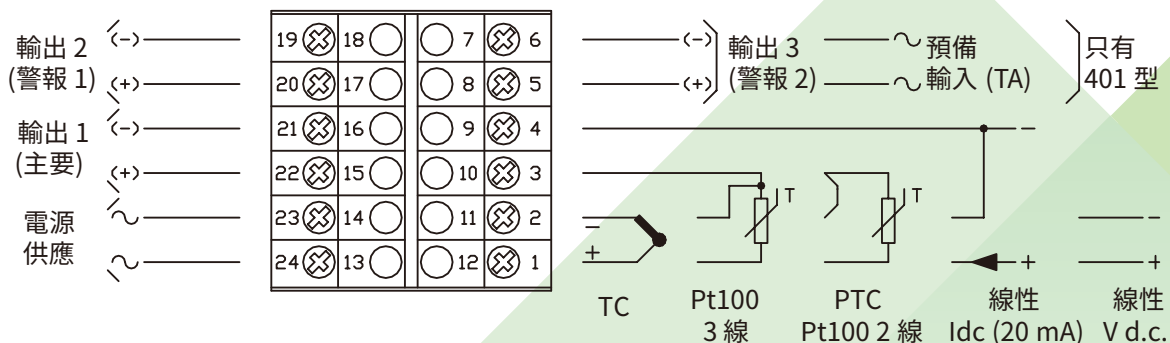 輸出 2
(警報 1)
(-)
(+)
輸出 1
(主要)
(-)
(+)
電源
供應
19 18 7 6
20 17 8 5
21 16 9 4
22 15 10 3
23 14 11 2
24 13 12 1
(-)
(+)
輸出 3
(警報 2)
預備
輸入 (TA)
只有
401 型
−
T
T
−
+
−
+
+
TC
Pt100
3 線
PTC
Pt100 2 線
線性
Idc (20 mA)
線性
V d.c.